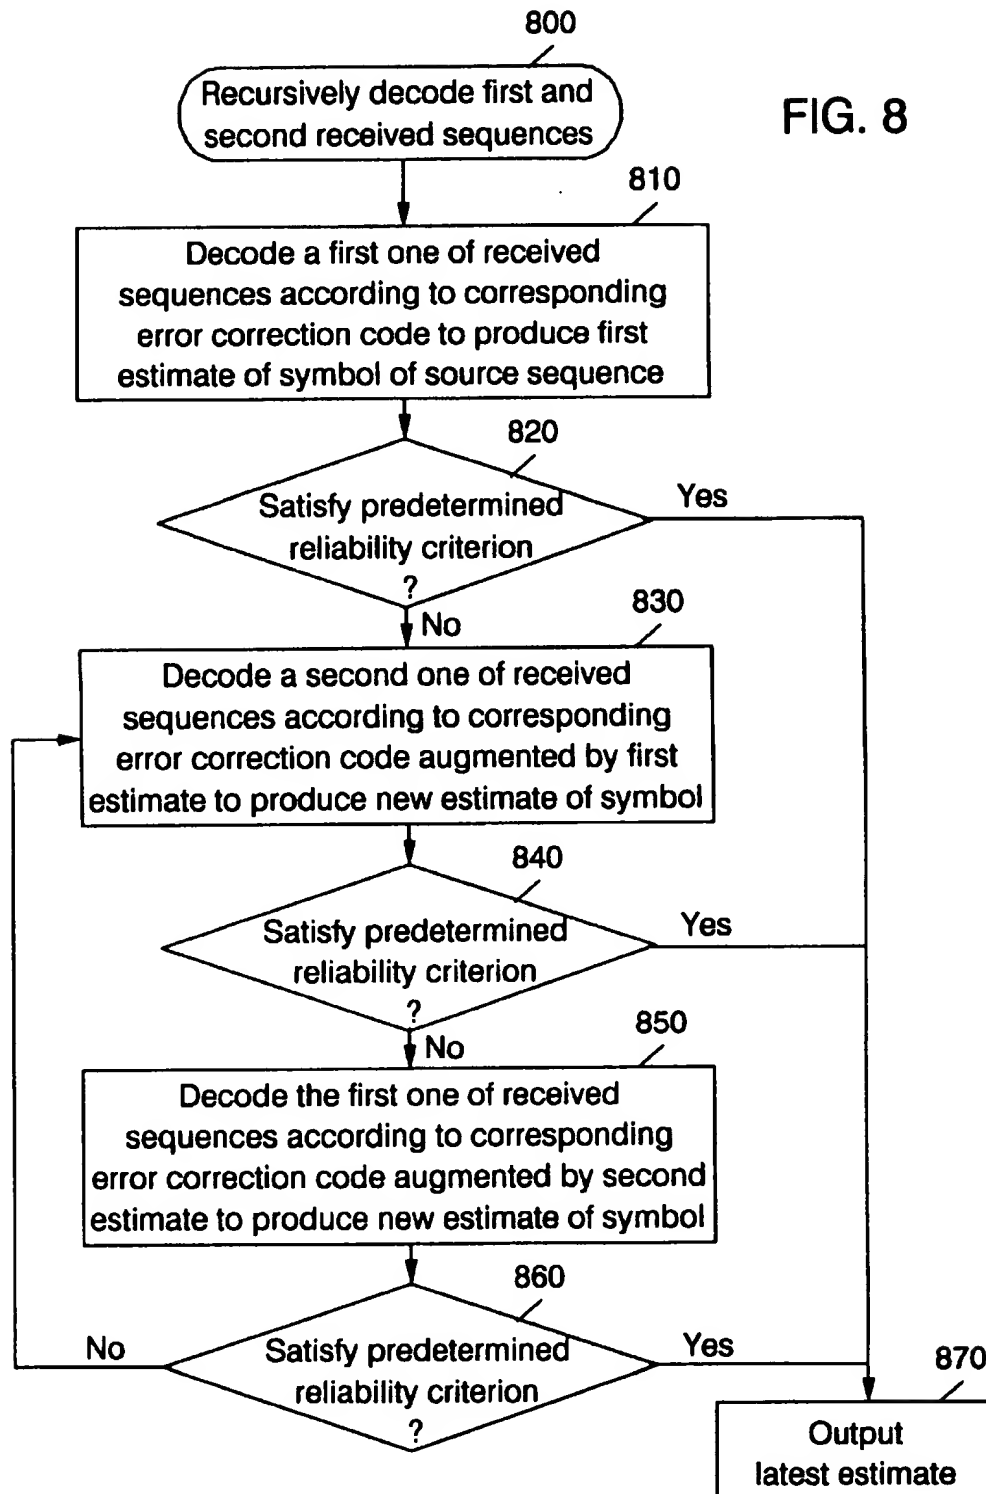 800
Recursively decode first and
second received sequences
FIG. 8
810
Decode a first one of received
sequences according to corresponding
error correction code to produce first
estimate of symbol of source sequence
820
Satisfy predetermined
reliability criterion
?
Yes
No
830
Decode a second one of received
sequences according to corresponding
error correction code augmented by first
estimate to produce new estimate of symbol
840
Satisfy predetermined
reliability criterion
?
Yes
No
850
Decode the first one of received
sequences according to corresponding
error correction code augmented by second
estimate to produce new estimate of symbol
860
No
Satisfy predetermined
reliability criterion
?
Yes
870
Output
latest estimate